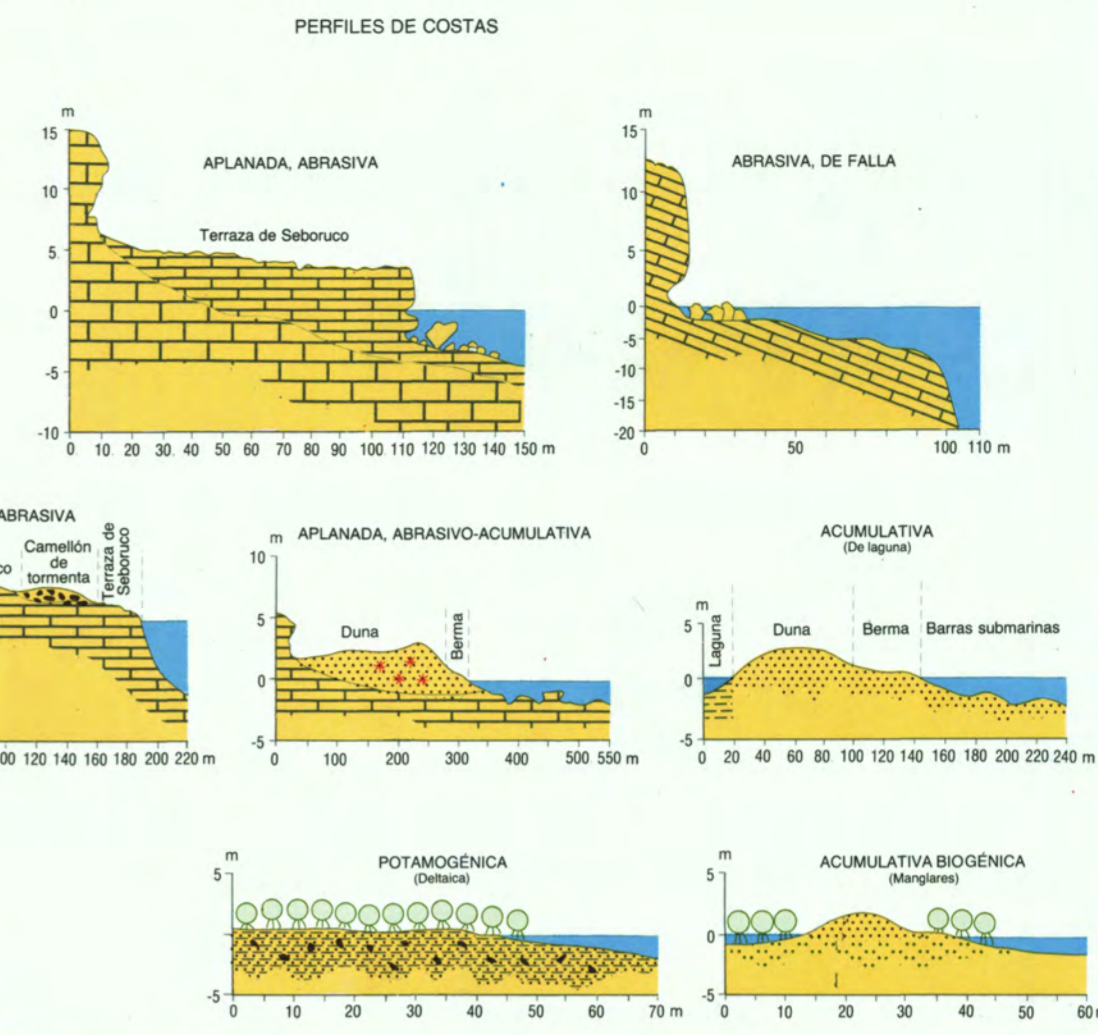 PERFILES DE COSTAS
m
15
10
5
0
-5
-10
APLANADA, ABRASIVA
Terraza de Seboruco
0 10 20 30 40 50 60 70 80 90 100 110 120 130 140 150 m
m
15
10
5
0
-5
-10
-15
-20
ABRASIVA, DE FALLA
0 50 100 110 m
ABRASIVA
co
Camellón
de
tormenta
Terraza de
Seboruco
00 120 140 160 180 200 220 m
m
10
5
0
-5
APLANADA, ABRASIVO-ACUMULATIVA
Duna
Berma
0 100 200 300 400 500 550 m
ACUMULATIVA
(De laguna)
m
5
0
-5
Laguna
Duna
Berma
Barras submarinas
0 20 40 60 80 100 120 140 160 180 200 220 240 m
m
5
0
-5
POTAMOGÉNICA
(Deltaica)
0 10 20 30 40 50 60 70 m
m
5
0
-5
ACUMULATIVA BIOGÉNICA
(Manglares)
0 10 20 30 40 50 60 m